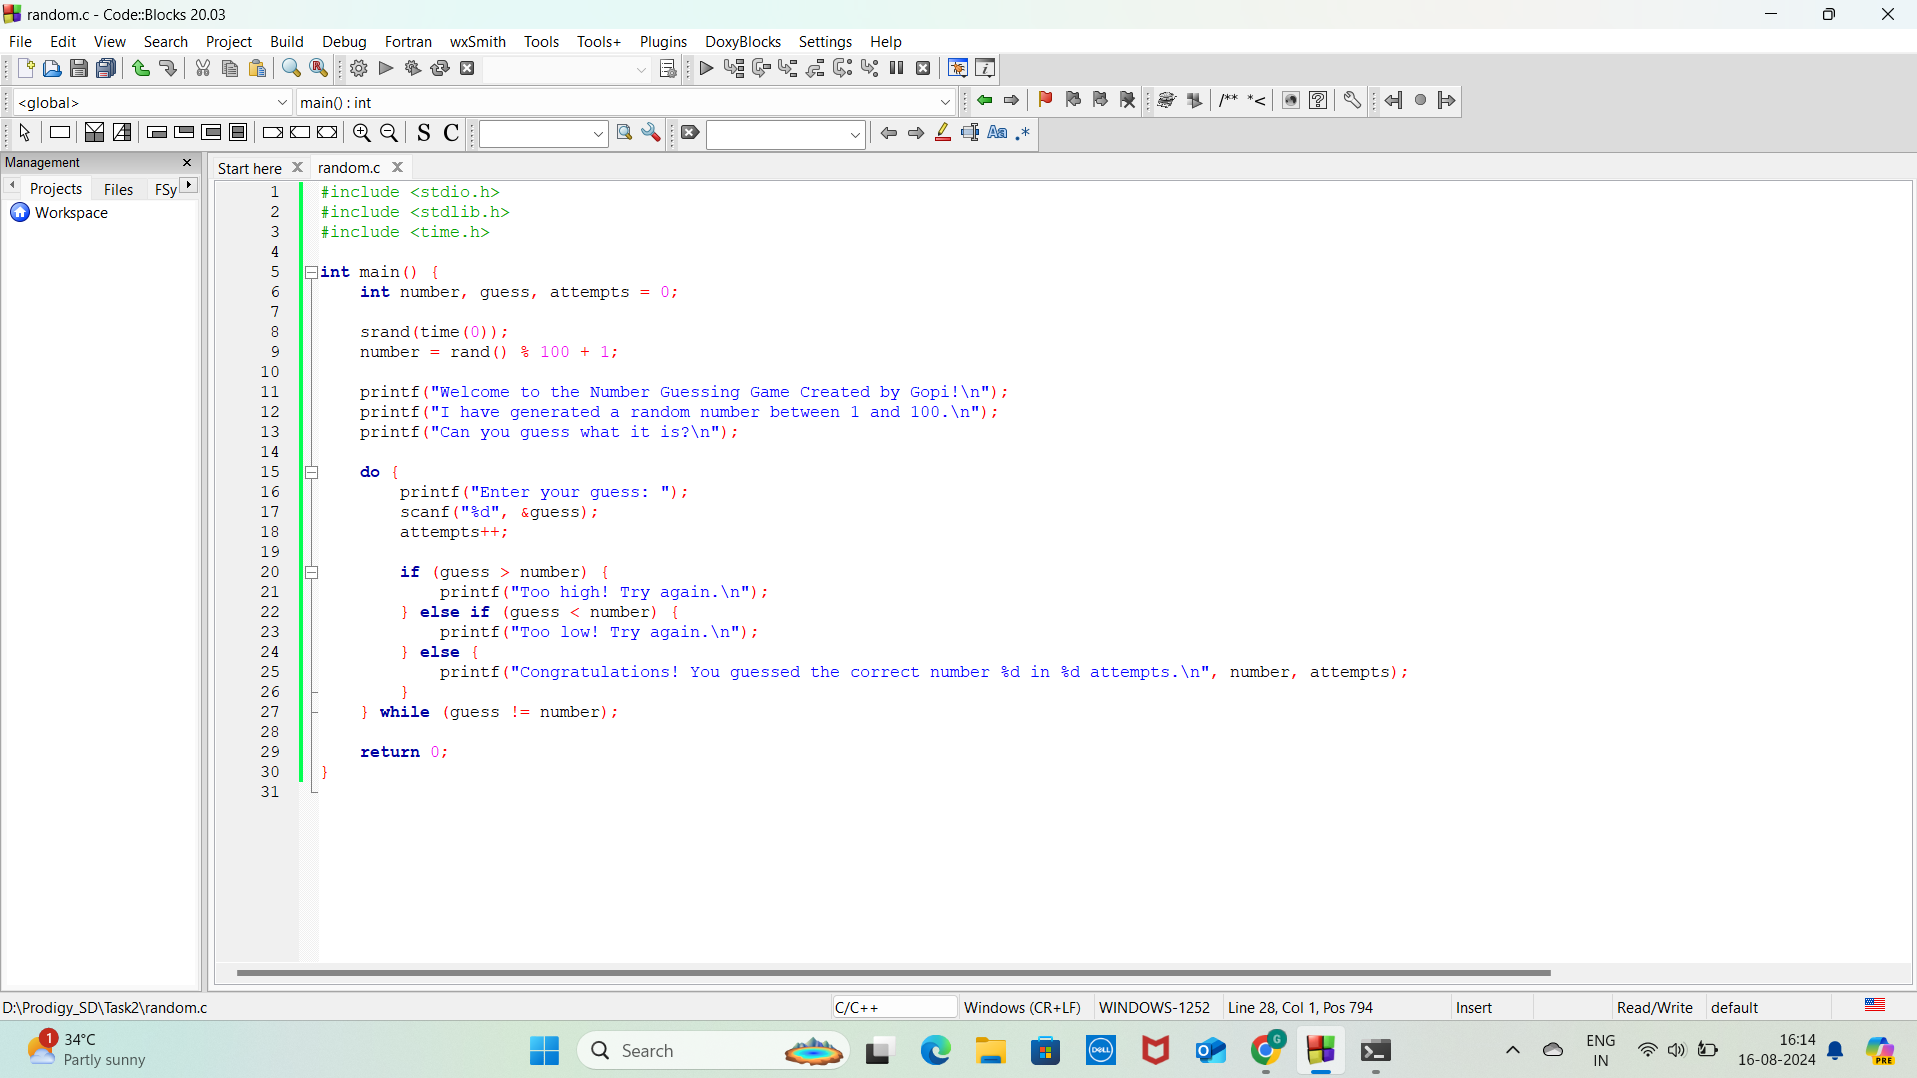 random.c - Code::Blocks 20.03
File Edit View Search Project Build Debug Fortran wxSmith Tools Tools+ Plugins DoxyBlocks Settings Help
<global> main() : int
/** *<
S C Aa .*
Management
Start here random.c
Projects Files FSy
Workspace
1 #include <stdio.h>
2 #include <stdlib.h>
3 #include <time.h>
4
5 int main() {
6     int number, guess, attempts = 0;
7
8     srand(time(0));
9     number = rand() % 100 + 1;
10
11     printf("Welcome to the Number Guessing Game Created by Gopi!\n");
12     printf("I have generated a random number between 1 and 100.\n");
13     printf("Can you guess what it is?\n");
14
15     do {
16         printf("Enter your guess: ");
17         scanf("%d", &guess);
18         attempts++;
19
20         if (guess > number) {
21             printf("Too high! Try again.\n");
22         } else if (guess < number) {
23             printf("Too low! Try again.\n");
24         } else {
25             printf("Congratulations! You guessed the correct number %d in %d attempts.\n", number, attempts);
26         }
27     } while (guess != number);
28
29     return 0;
30 }
31
D:\Prodigy_SD\Task2\random.c C/C++ Windows (CR+LF) WINDOWS-1252 Line 28, Col 1, Pos 794 Insert Read/Write default
1 34°C
Partly sunny
Search
DELL
G
ENG
IN
16:14
16-08-2024
PRE